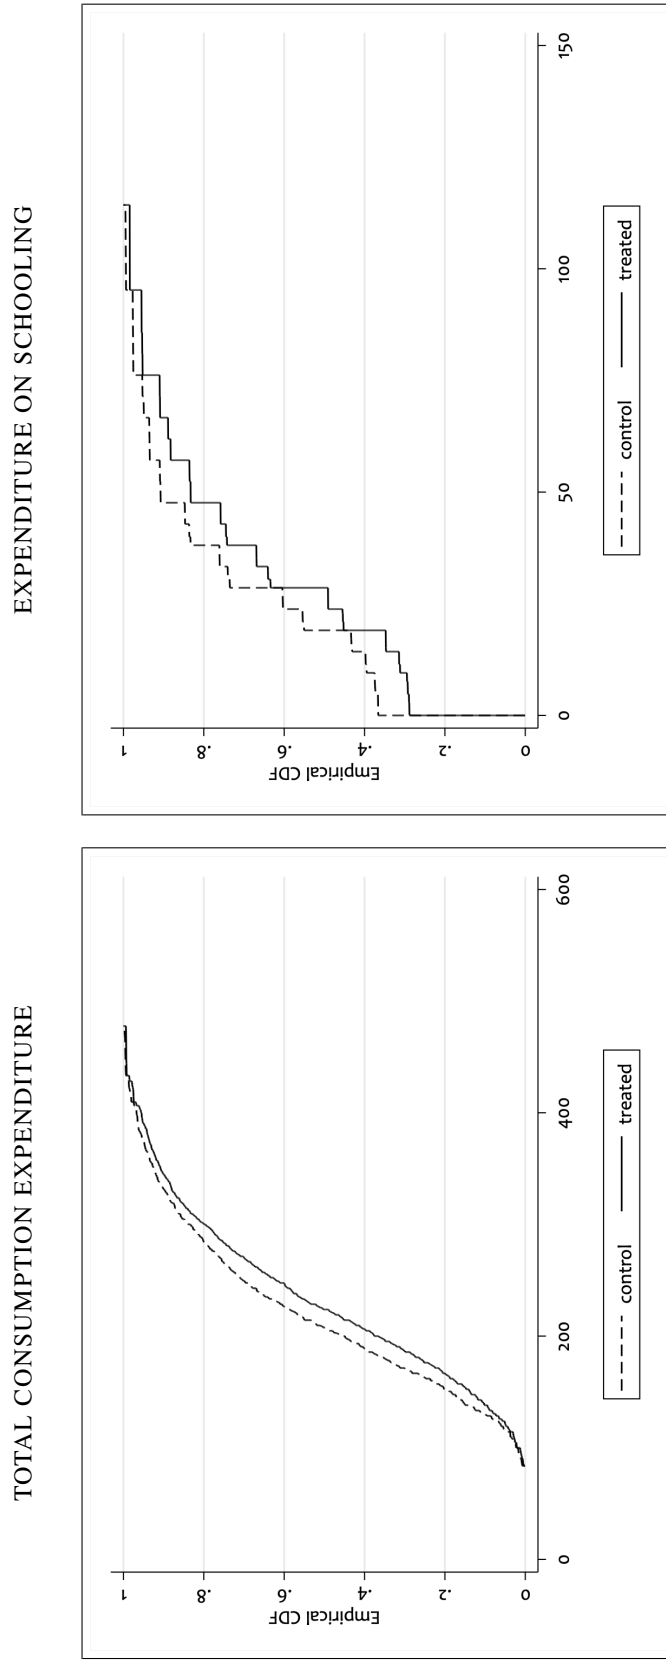 TOTAL CONSUMPTION EXPENDITURE
Empirical CDF
1
.8
.6
.4
.2
0
0 200 400 600
control treated
EXPENDITURE ON SCHOOLING
Empirical CDF
1
.8
.6
.4
.2
0
0 50 100 150
control treated